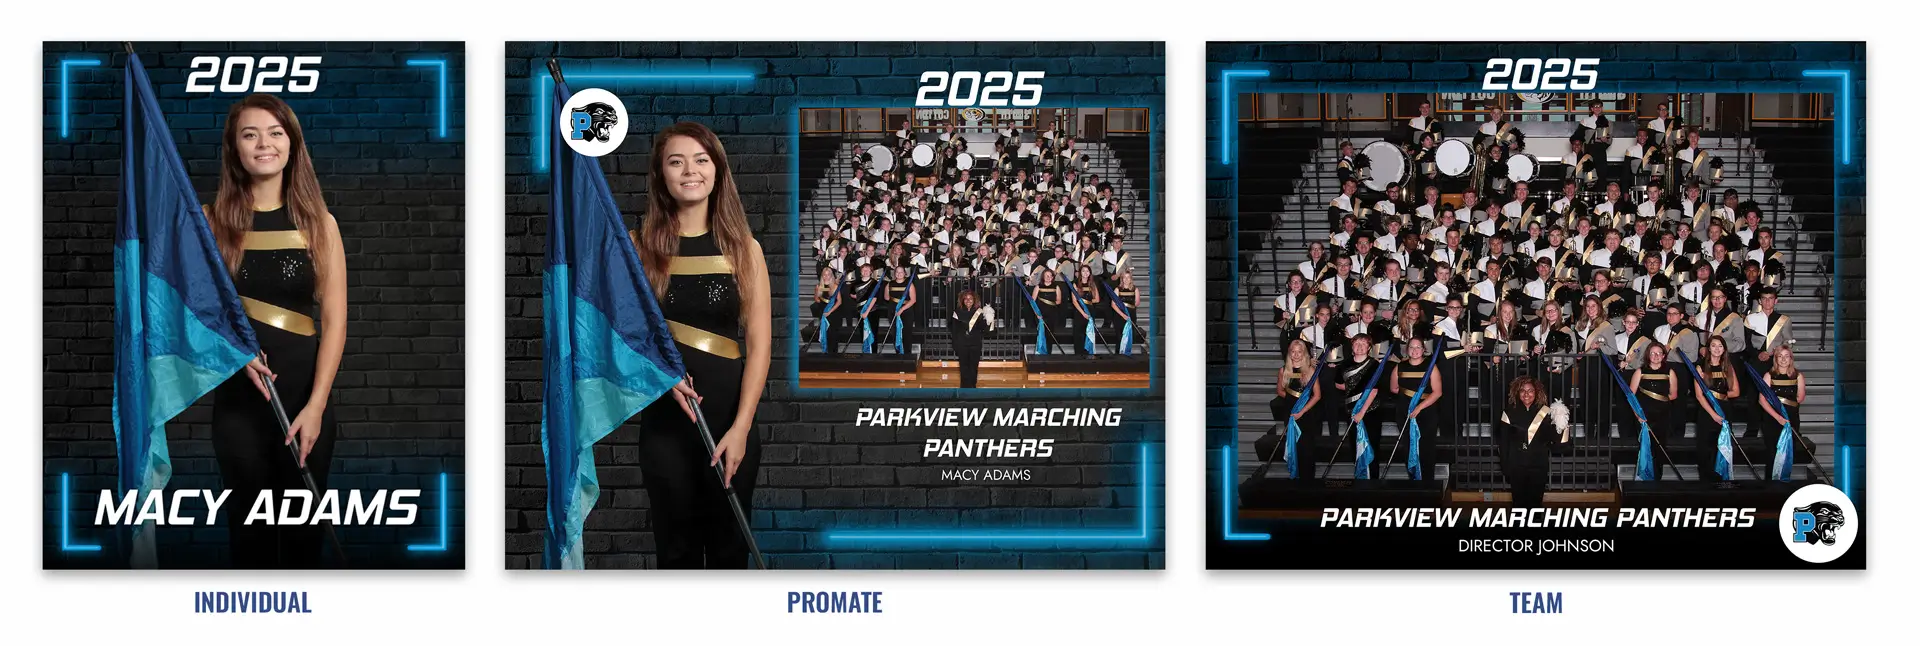 2025
MACY ADAMS
INDIVIDUAL
P
2025
PARKVIEW MARCHING
PANTHERS
MACY ADAMS
PROMATE
2025
PARKVIEW MARCHING PANTHERS
DIRECTOR JOHNSON
P
TEAM